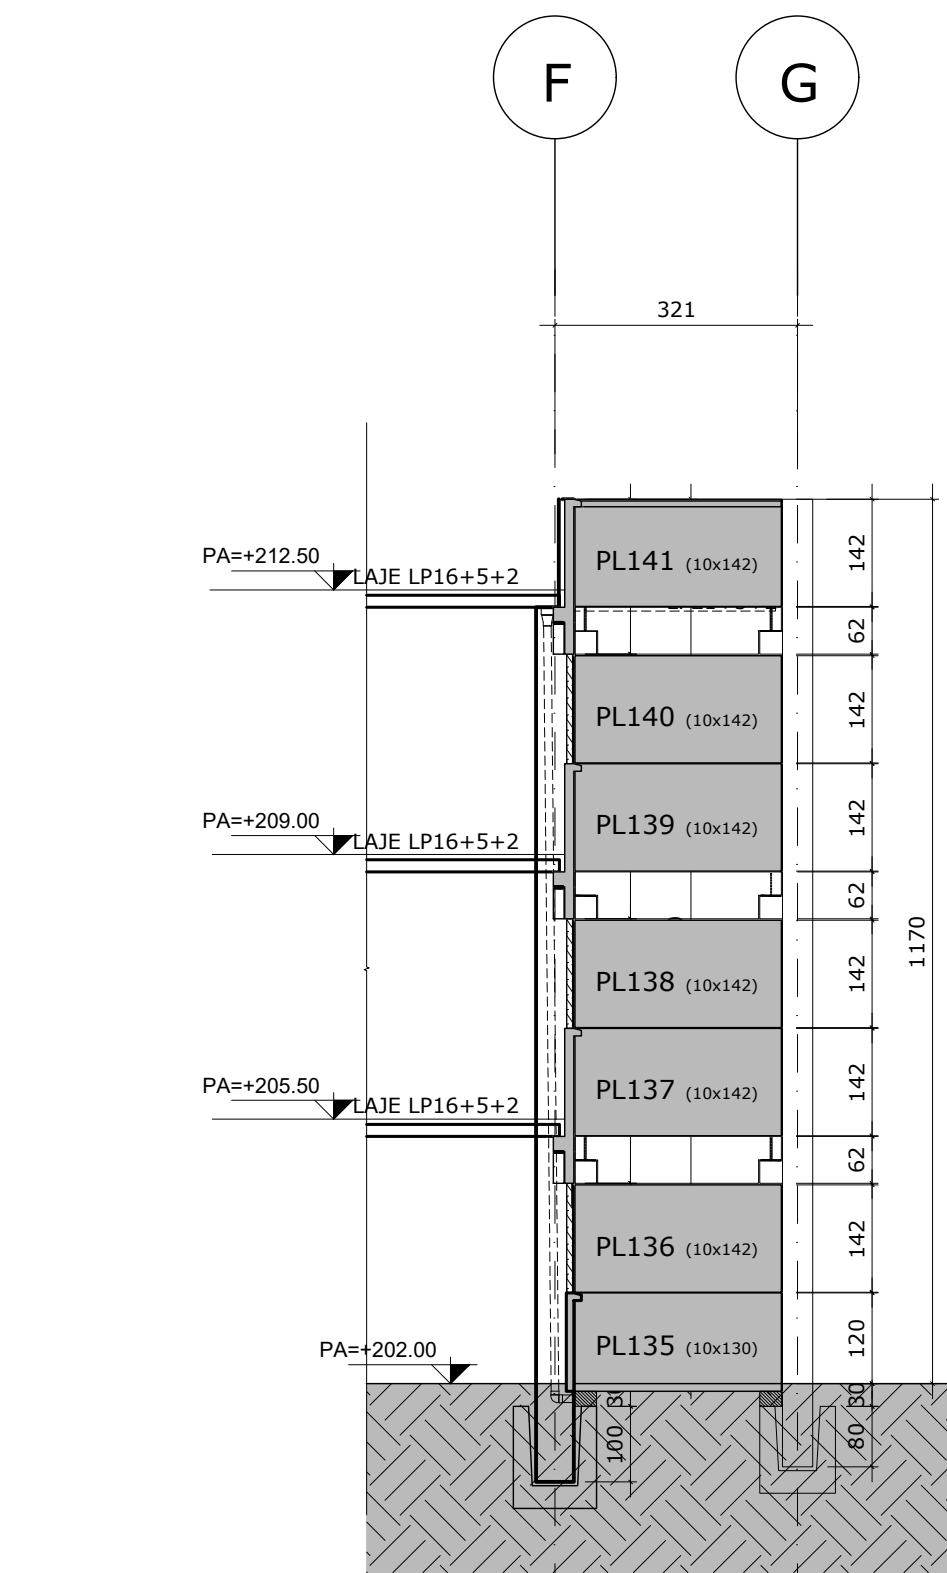 F
G
321
PA=+212.50
LAJE LP16+5+2
PL141 (10x142)
142
62
PL140 (10x142)
142
PA=+209.00
LAJE LP16+5+2
PL139 (10x142)
142
62
1170
PL138 (10x142)
142
PA=+205.50
LAJE LP16+5+2
PL137 (10x142)
142
62
PL136 (10x142)
142
PA=+202.00
PL135 (10x130)
120
30
30
100
80